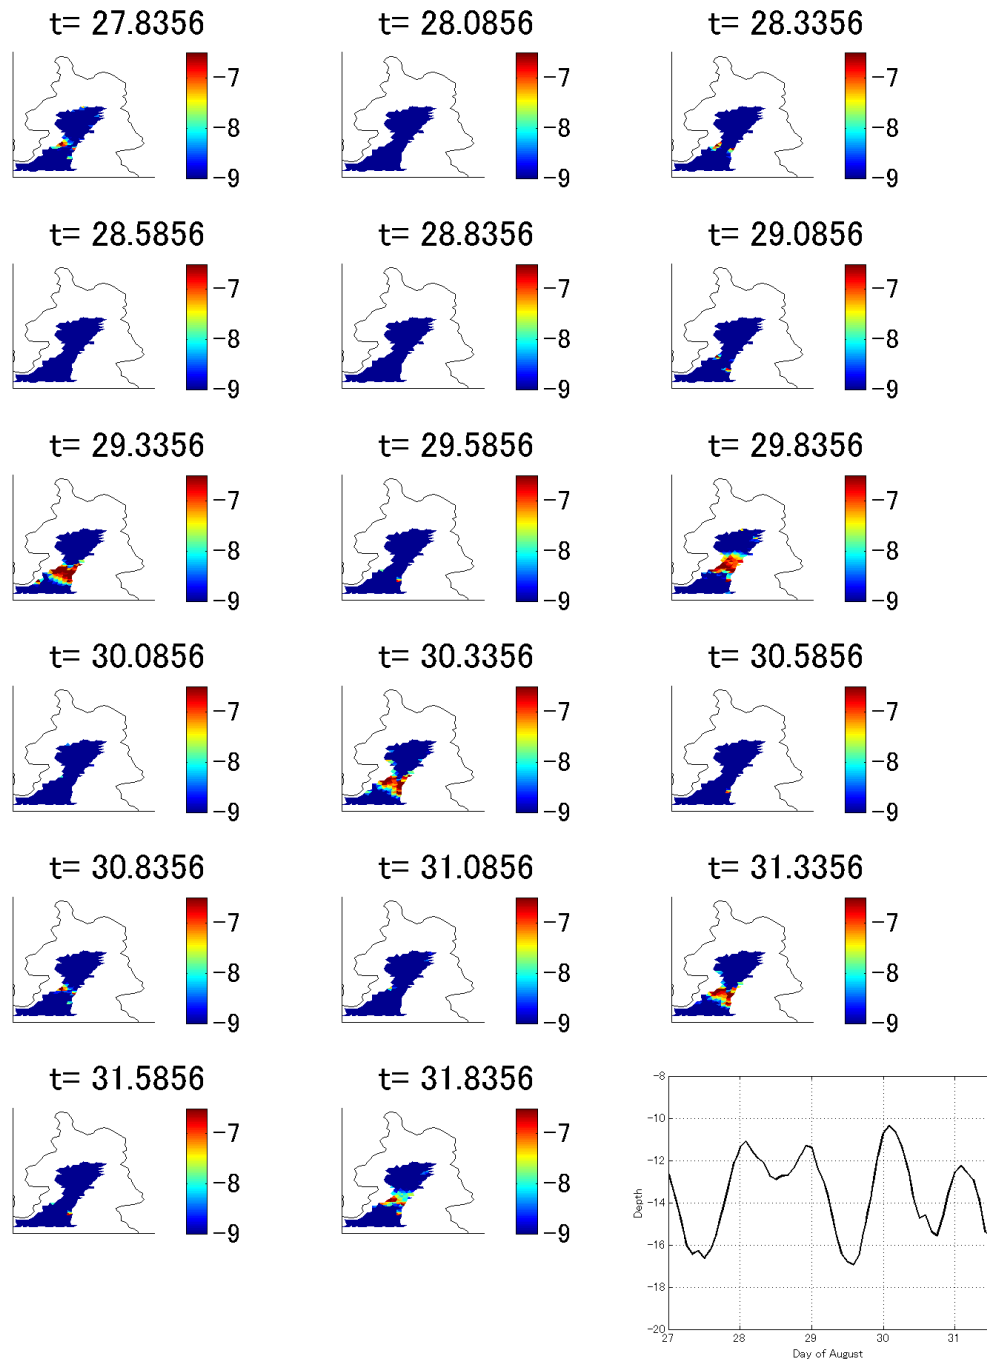 t= 27.8356
−7
−8
−9
t= 28.0856
−7
−8
−9
t= 28.3356
−7
−8
−9
t= 28.5856
−7
−8
−9
t= 28.8356
−7
−8
−9
t= 29.0856
−7
−8
−9
t= 29.3356
−7
−8
−9
t= 29.5856
−7
−8
−9
t= 29.8356
−7
−8
−9
t= 30.0856
−7
−8
−9
t= 30.3356
−7
−8
−9
t= 30.5856
−7
−8
−9
t= 30.8356
−7
−8
−9
t= 31.0856
−7
−8
−9
t= 31.3356
−7
−8
−9
t= 31.5856
−7
−8
−9
t= 31.8356
−7
−8
−9
−8
−10
−12
−14
−16
−18
−20
Depth
27 28 29 30 31
Day of August